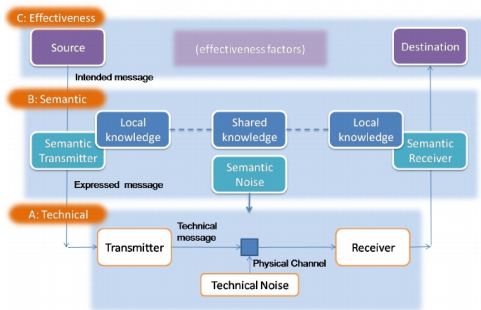 C: Effectiveness
Source
(effectiveness factors)
Destination
Intended message
B: Semantic
Local
knowledge
Shared
knowledge
Local
knowledge
Semantic
Transmitter
Semantic
Receiver
Semantic
Noise
Expressed message
A: Technical
Technical
message
Transmitter
Receiver
Physical Channel
Technical Noise